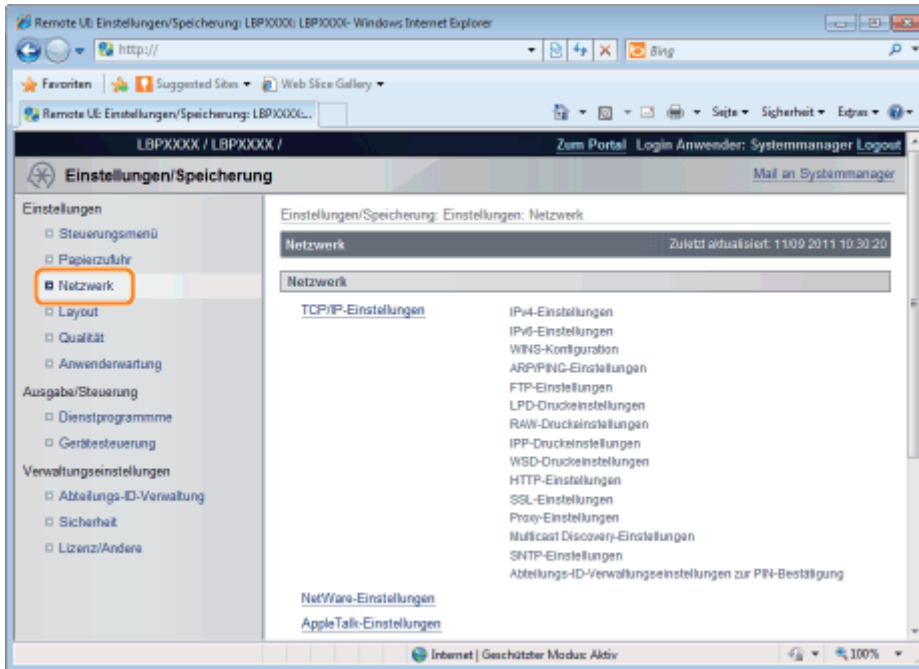 Remote UI: Einstellungen/Speicherung: LBPXXXX: LBPXXXX- Windows Internet Explorer
http://
Bing
Favoriten
Suggested Sites
Web Slice Gallery
Remote UI: Einstellungen/Speicherung: LBPXXXX:...
Seite
Sicherheit
Extras
LBPXXXX / LBPXXXX /
Zum Portal
Login Anwender: Systemmanager
Logout
Einstellungen/Speicherung
Mail an Systemmanager
Einstellungen
Steuerungsmenü
Papierzufuhr
Netzwerk
Layout
Qualität
Anwenderwartung
Ausgabe/Steuerung
Dienstprogrammme
Gerätesteuerung
Verwaltungseinstellungen
Abteilungs-ID-Verwaltung
Sicherheit
Lizenz/Andere
Einstellungen/Speicherung: Einstellungen: Netzwerk
Netzwerk
Zuletzt aktualisiert: 11/09 2011 10:30:20
Netzwerk
TCP/IP-Einstellungen
IPv4-Einstellungen
IPv6-Einstellungen
WINS-Konfiguration
ARP/PING-Einstellungen
FTP-Einstellungen
LPD-Druckeinstellungen
RAW-Druckeinstellungen
IPP-Druckeinstellungen
WSD-Druckeinstellungen
HTTP-Einstellungen
SSL-Einstellungen
Proxy-Einstellungen
Multicast Discovery-Einstellungen
SNTP-Einstellungen
Abteilungs-ID-Verwaltungseinstellungen zur PIN-Bestätigung
NetWare-Einstellungen
AppleTalk-Einstellungen
Internet | Geschützter Modus: Aktiv
100%